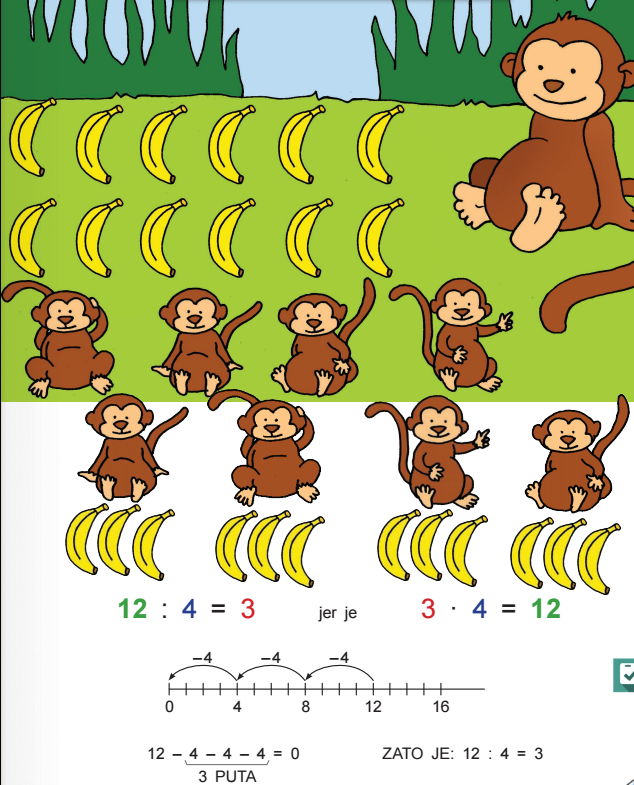 12 : 4 = 3 jer je 3 · 4 = 12
–4 –4 –4
0 4 8 12 16
12 – 4 – 4 – 4 = 0 ZATO JE: 12 : 4 = 3
3 PUTA